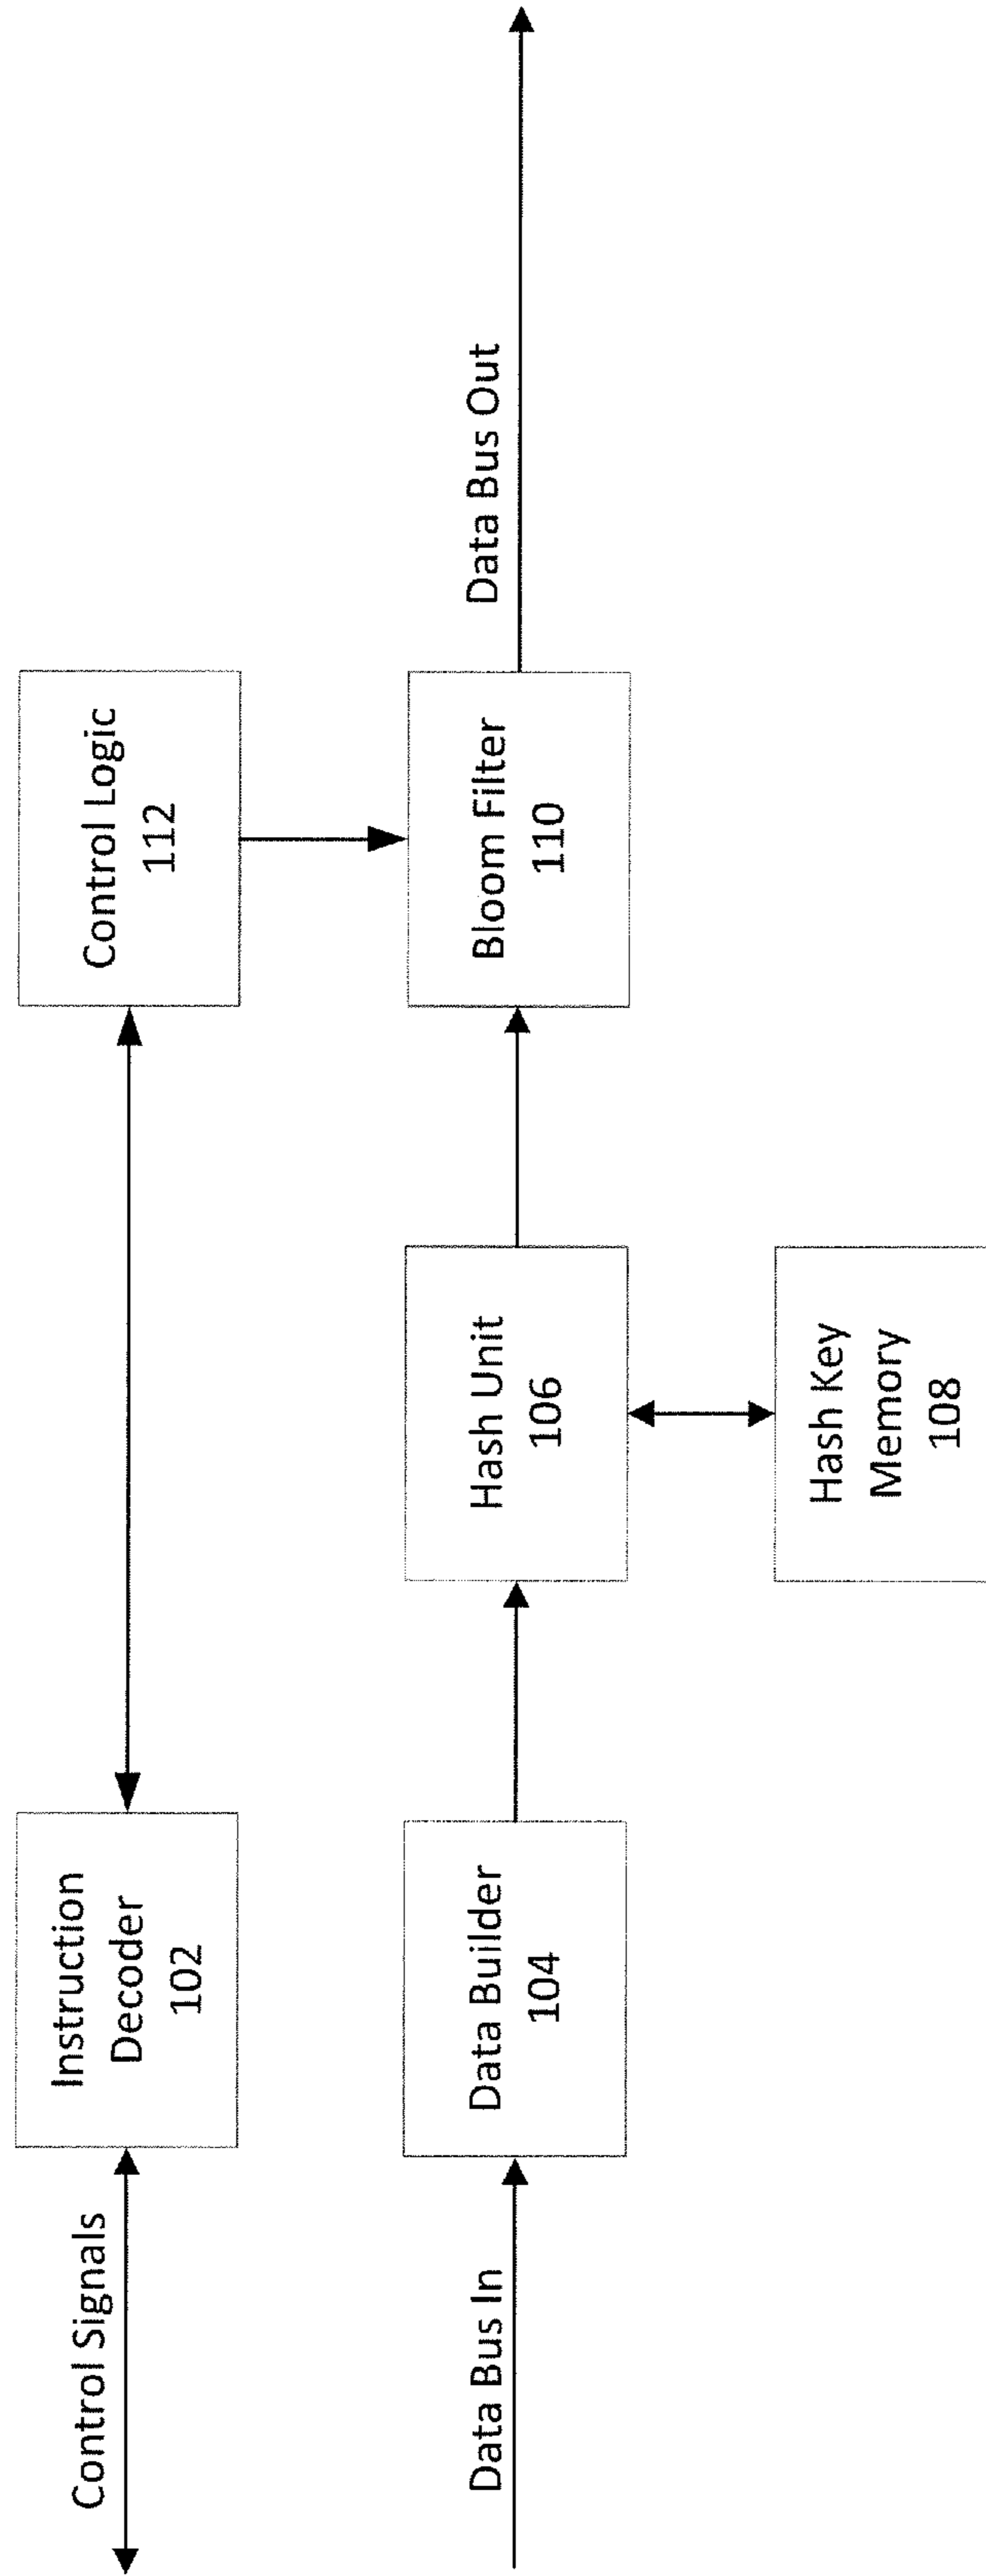 Control Signals
Instruction
Decoder
102
Control Logic
112
Data Bus In
Data Builder
104
Hash Unit
106
Bloom Filter
110
Data Bus Out
Hash Key
Memory
108